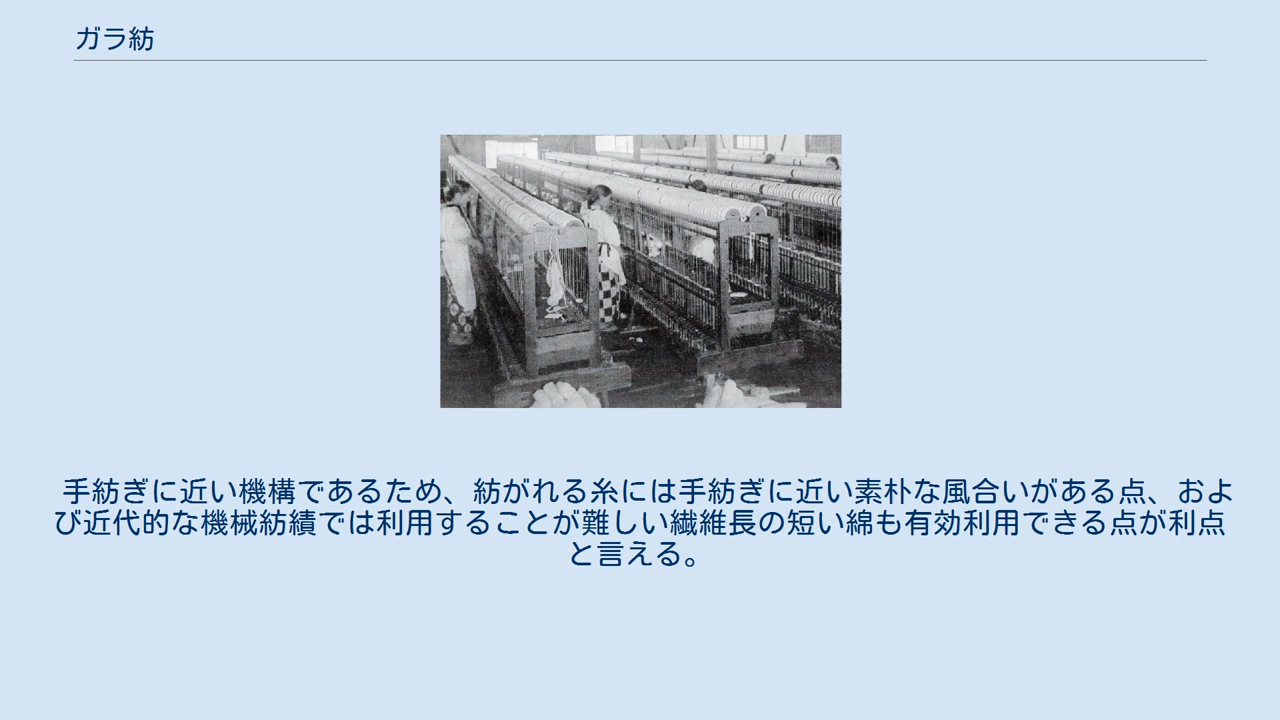 ガラ紡
手紡ぎに近い機構であるため、紡がれる糸には手紡ぎに近い素朴な風合いがある点、およ
び近代的な機械紡績では利用することが難しい繊維長の短い綿も有効利用できる点が利点
と言える。